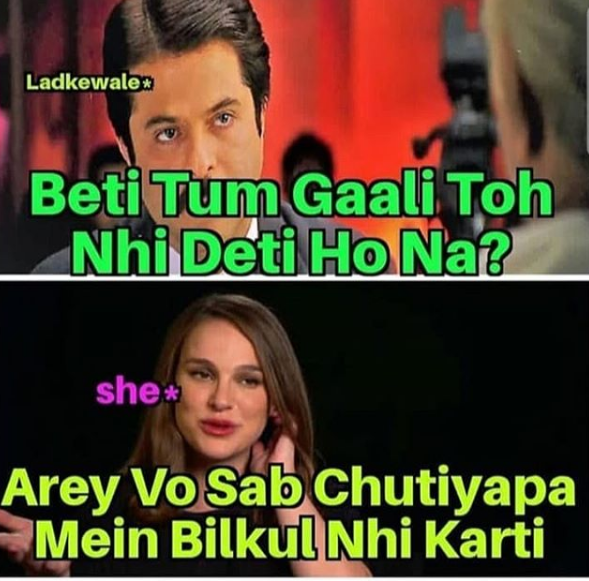 Ladkewale*
Beti Tum Gaali Toh
Nhi Deti Ho Na?
she*
Arey Vo Sab Chutiyapa
Mein Bilkul Nhi Karti